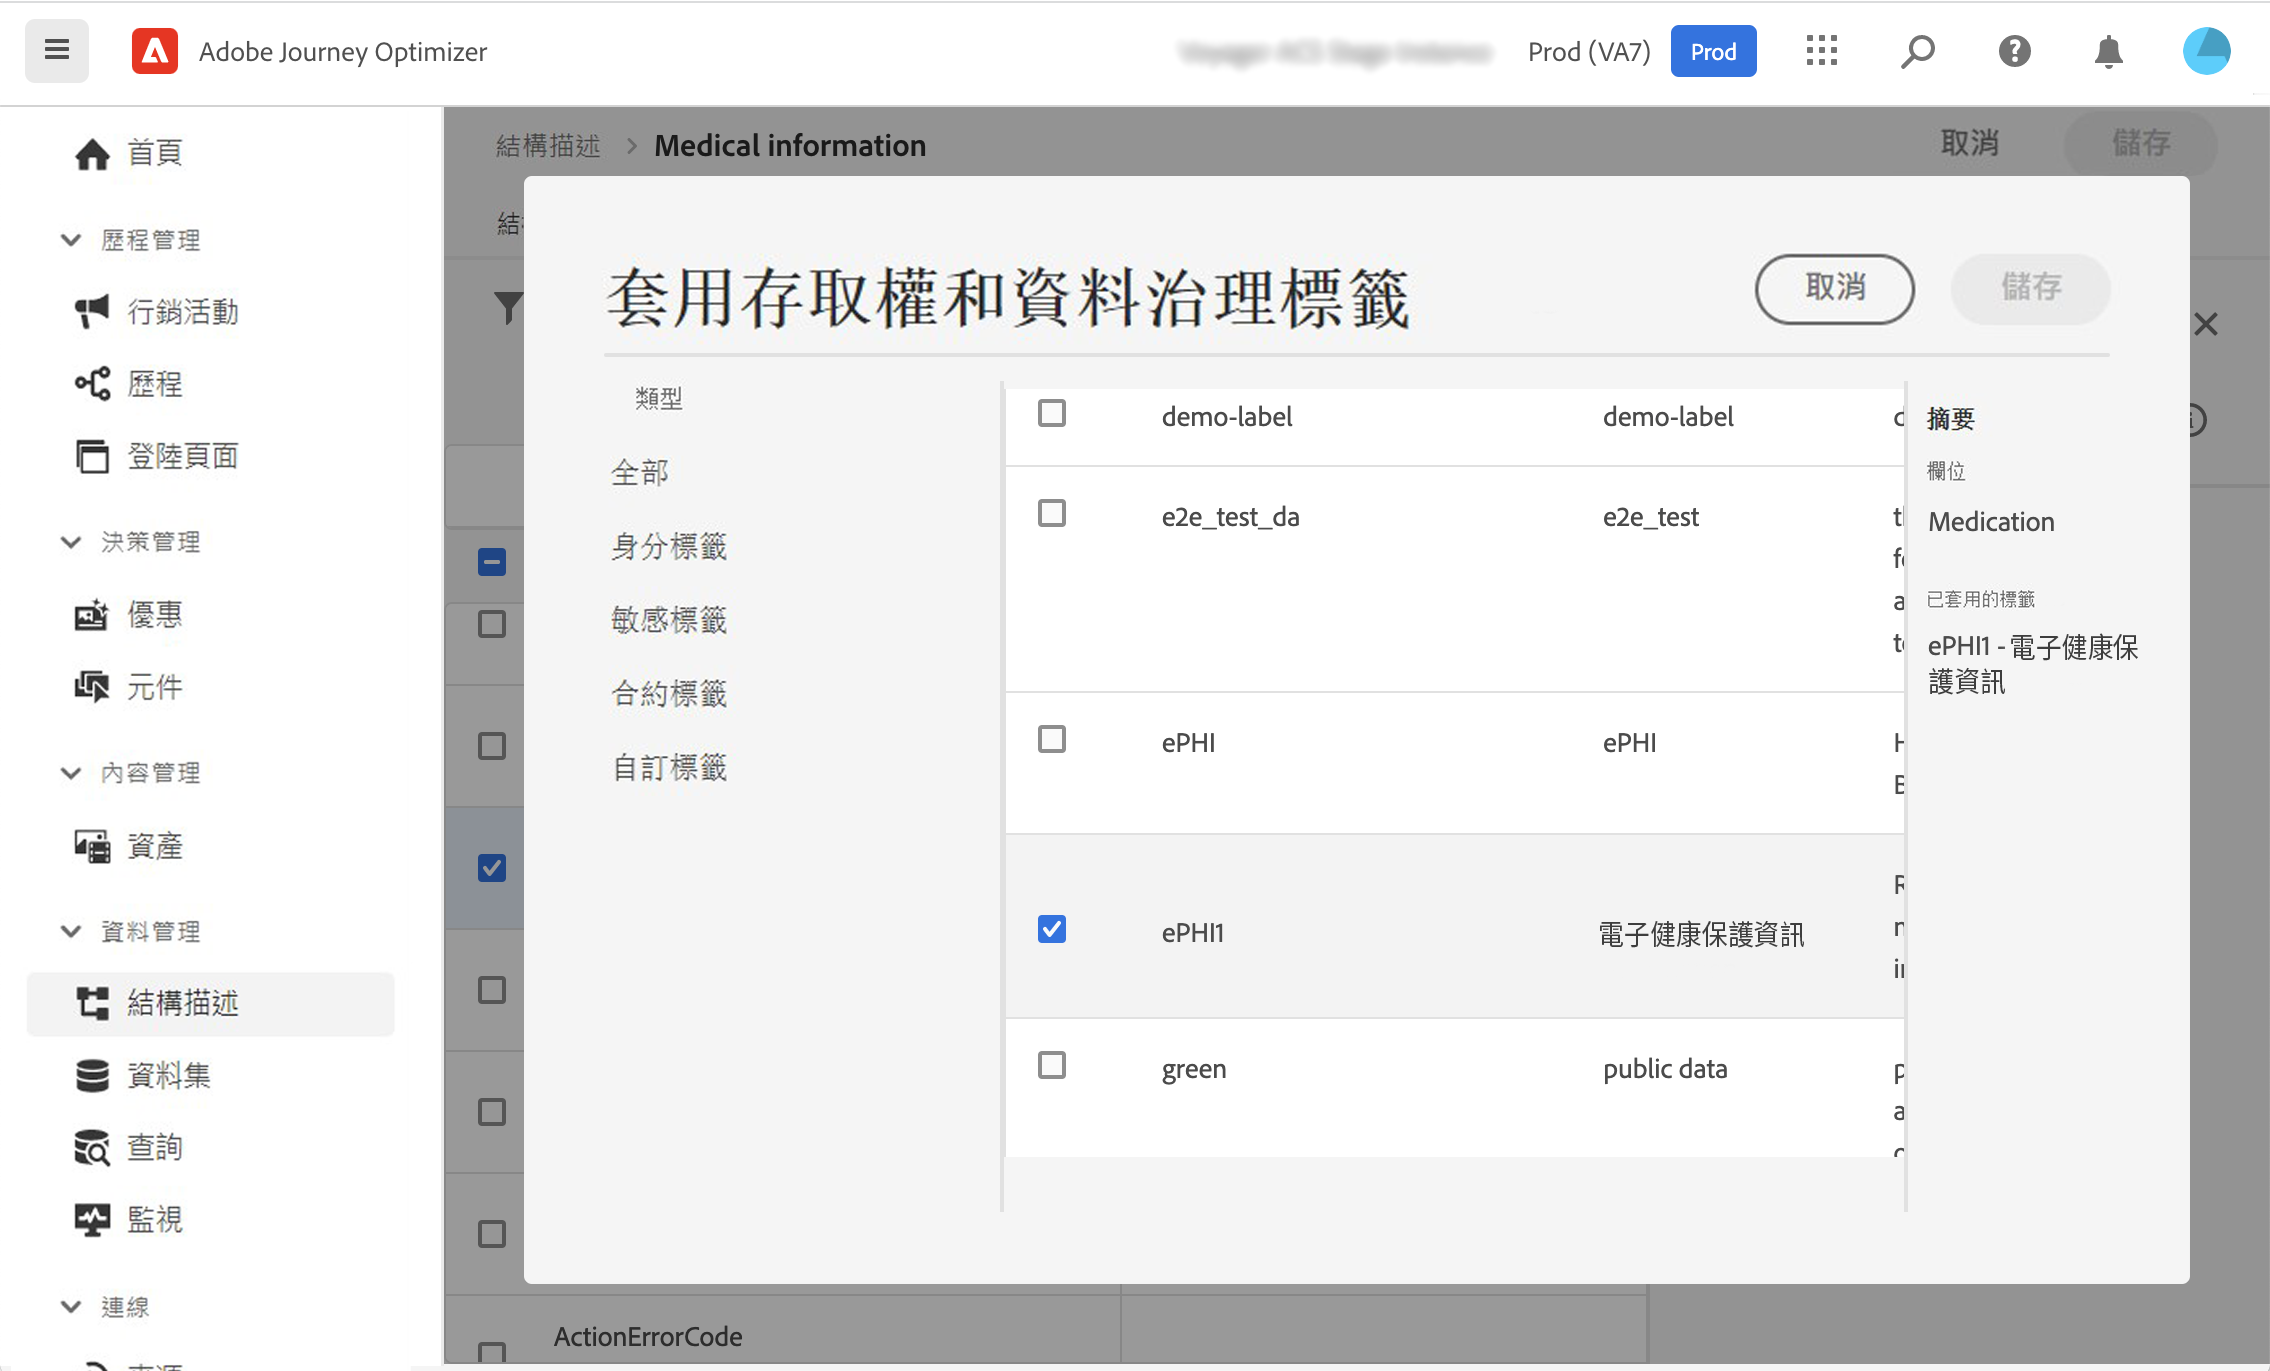 Adobe Journey Optimizer
Prod (VA7)
Prod
首頁
歷程管理
行銷活動
歷程
登陸頁面
決策管理
優惠
元件
內容管理
資產
資料管理
結構描述
資料集
查詢
監視
連線
結構描述 > Medical information
取消
儲存
套用存取權和資料治理標籤
取消
儲存
類型
全部
身分標籤
敏感標籤
合約標籤
自訂標籤
demo-label demo-label
e2e_test_da e2e_test
ePHI ePHI
ePHI1 電子健康保護資訊
green public data
摘要
欄位
Medication
已套用的標籤
ePHI1 - 電子健康保
護資訊
ActionErrorCode